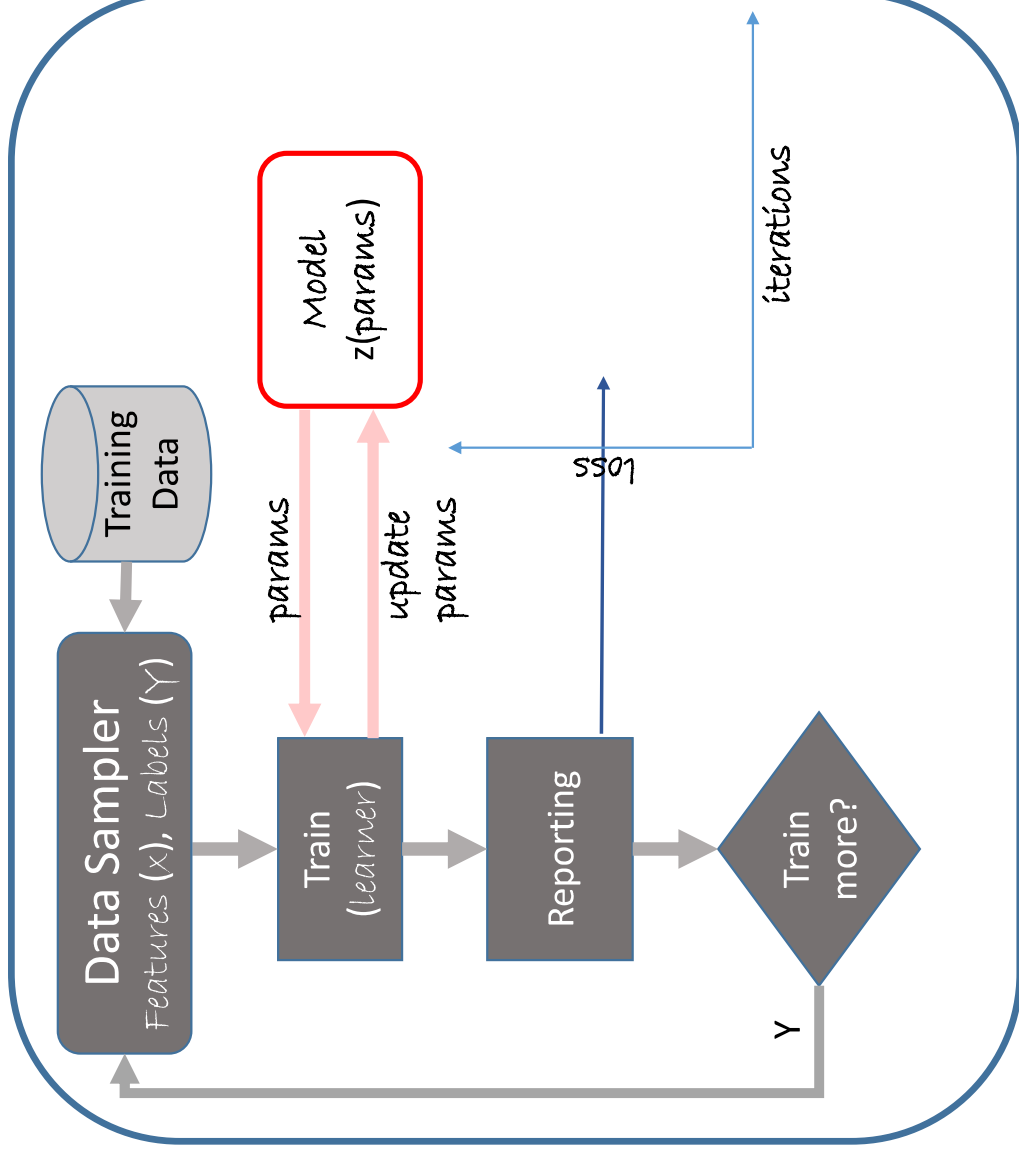 Training
Data
Data Sampler
Features (x), Labels (Y)
params
Model
z(params)
Train
(learner)
update
params
Loss
Reporting
iterations
Train
more?
Y